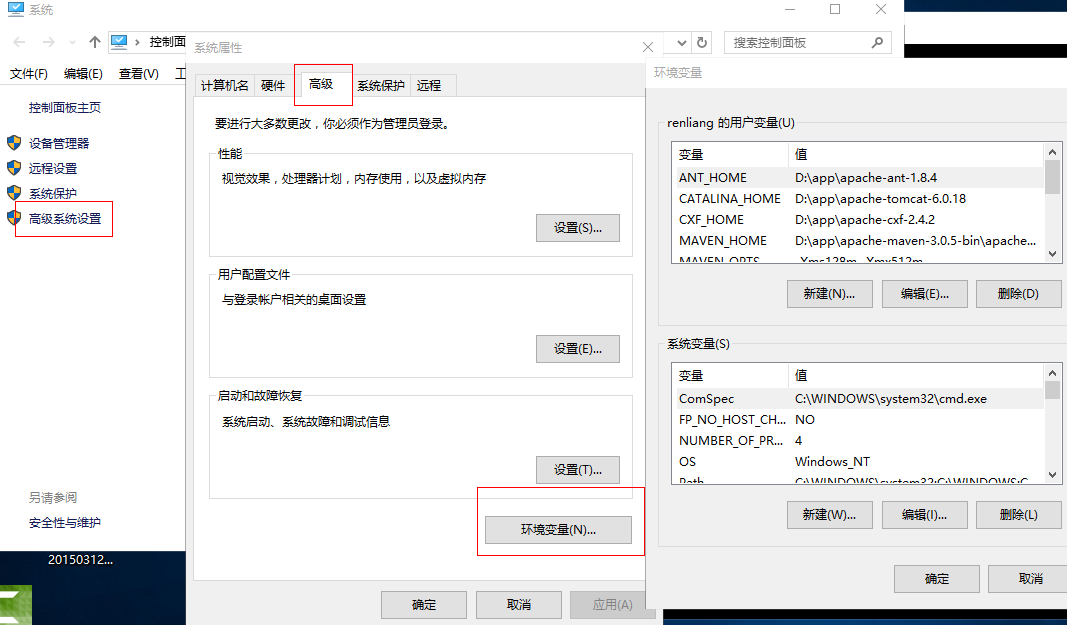 系统
控制面
搜索控制面板
文件(F) 编辑(E) 查看(V) 工
控制面板主页
设备管理器
远程设置
系统保护
高级系统设置
另请参阅
安全性与维护
20150312...
系统属性
计算机名 硬件 高级 系统保护 远程
要进行大多数更改，你必须作为管理员登录。
性能
视觉效果，处理器计划，内存使用，以及虚拟内存
设置(S)...
用户配置文件
与登录帐户相关的桌面设置
设置(E)...
启动和故障恢复
系统启动、系统故障和调试信息
设置(T)...
环境变量(N)...
确定 取消 应用(A)
环境变量
renliang 的用户变量(U)
变量 值
ANT_HOME D:\app\apache-ant-1.8.4
CATALINA_HOME D:\app\apache-tomcat-6.0.18
CXF_HOME D:\app\apache-cxf-2.4.2
MAVEN_HOME D:\app\apache-maven-3.0.5-bin\apache...
MAVEN_OPTS -Xms128m -Xmx512m
新建(N)... 编辑(E)... 删除(D)
系统变量(S)
变量 值
ComSpec C:\WINDOWS\system32\cmd.exe
FP_NO_HOST_CH... NO
NUMBER_OF_PR... 4
OS Windows_NT
Path C:\WINDOWS\system32;C:\WINDOWS;C
新建(W)... 编辑(I)... 删除(L)
确定 取消